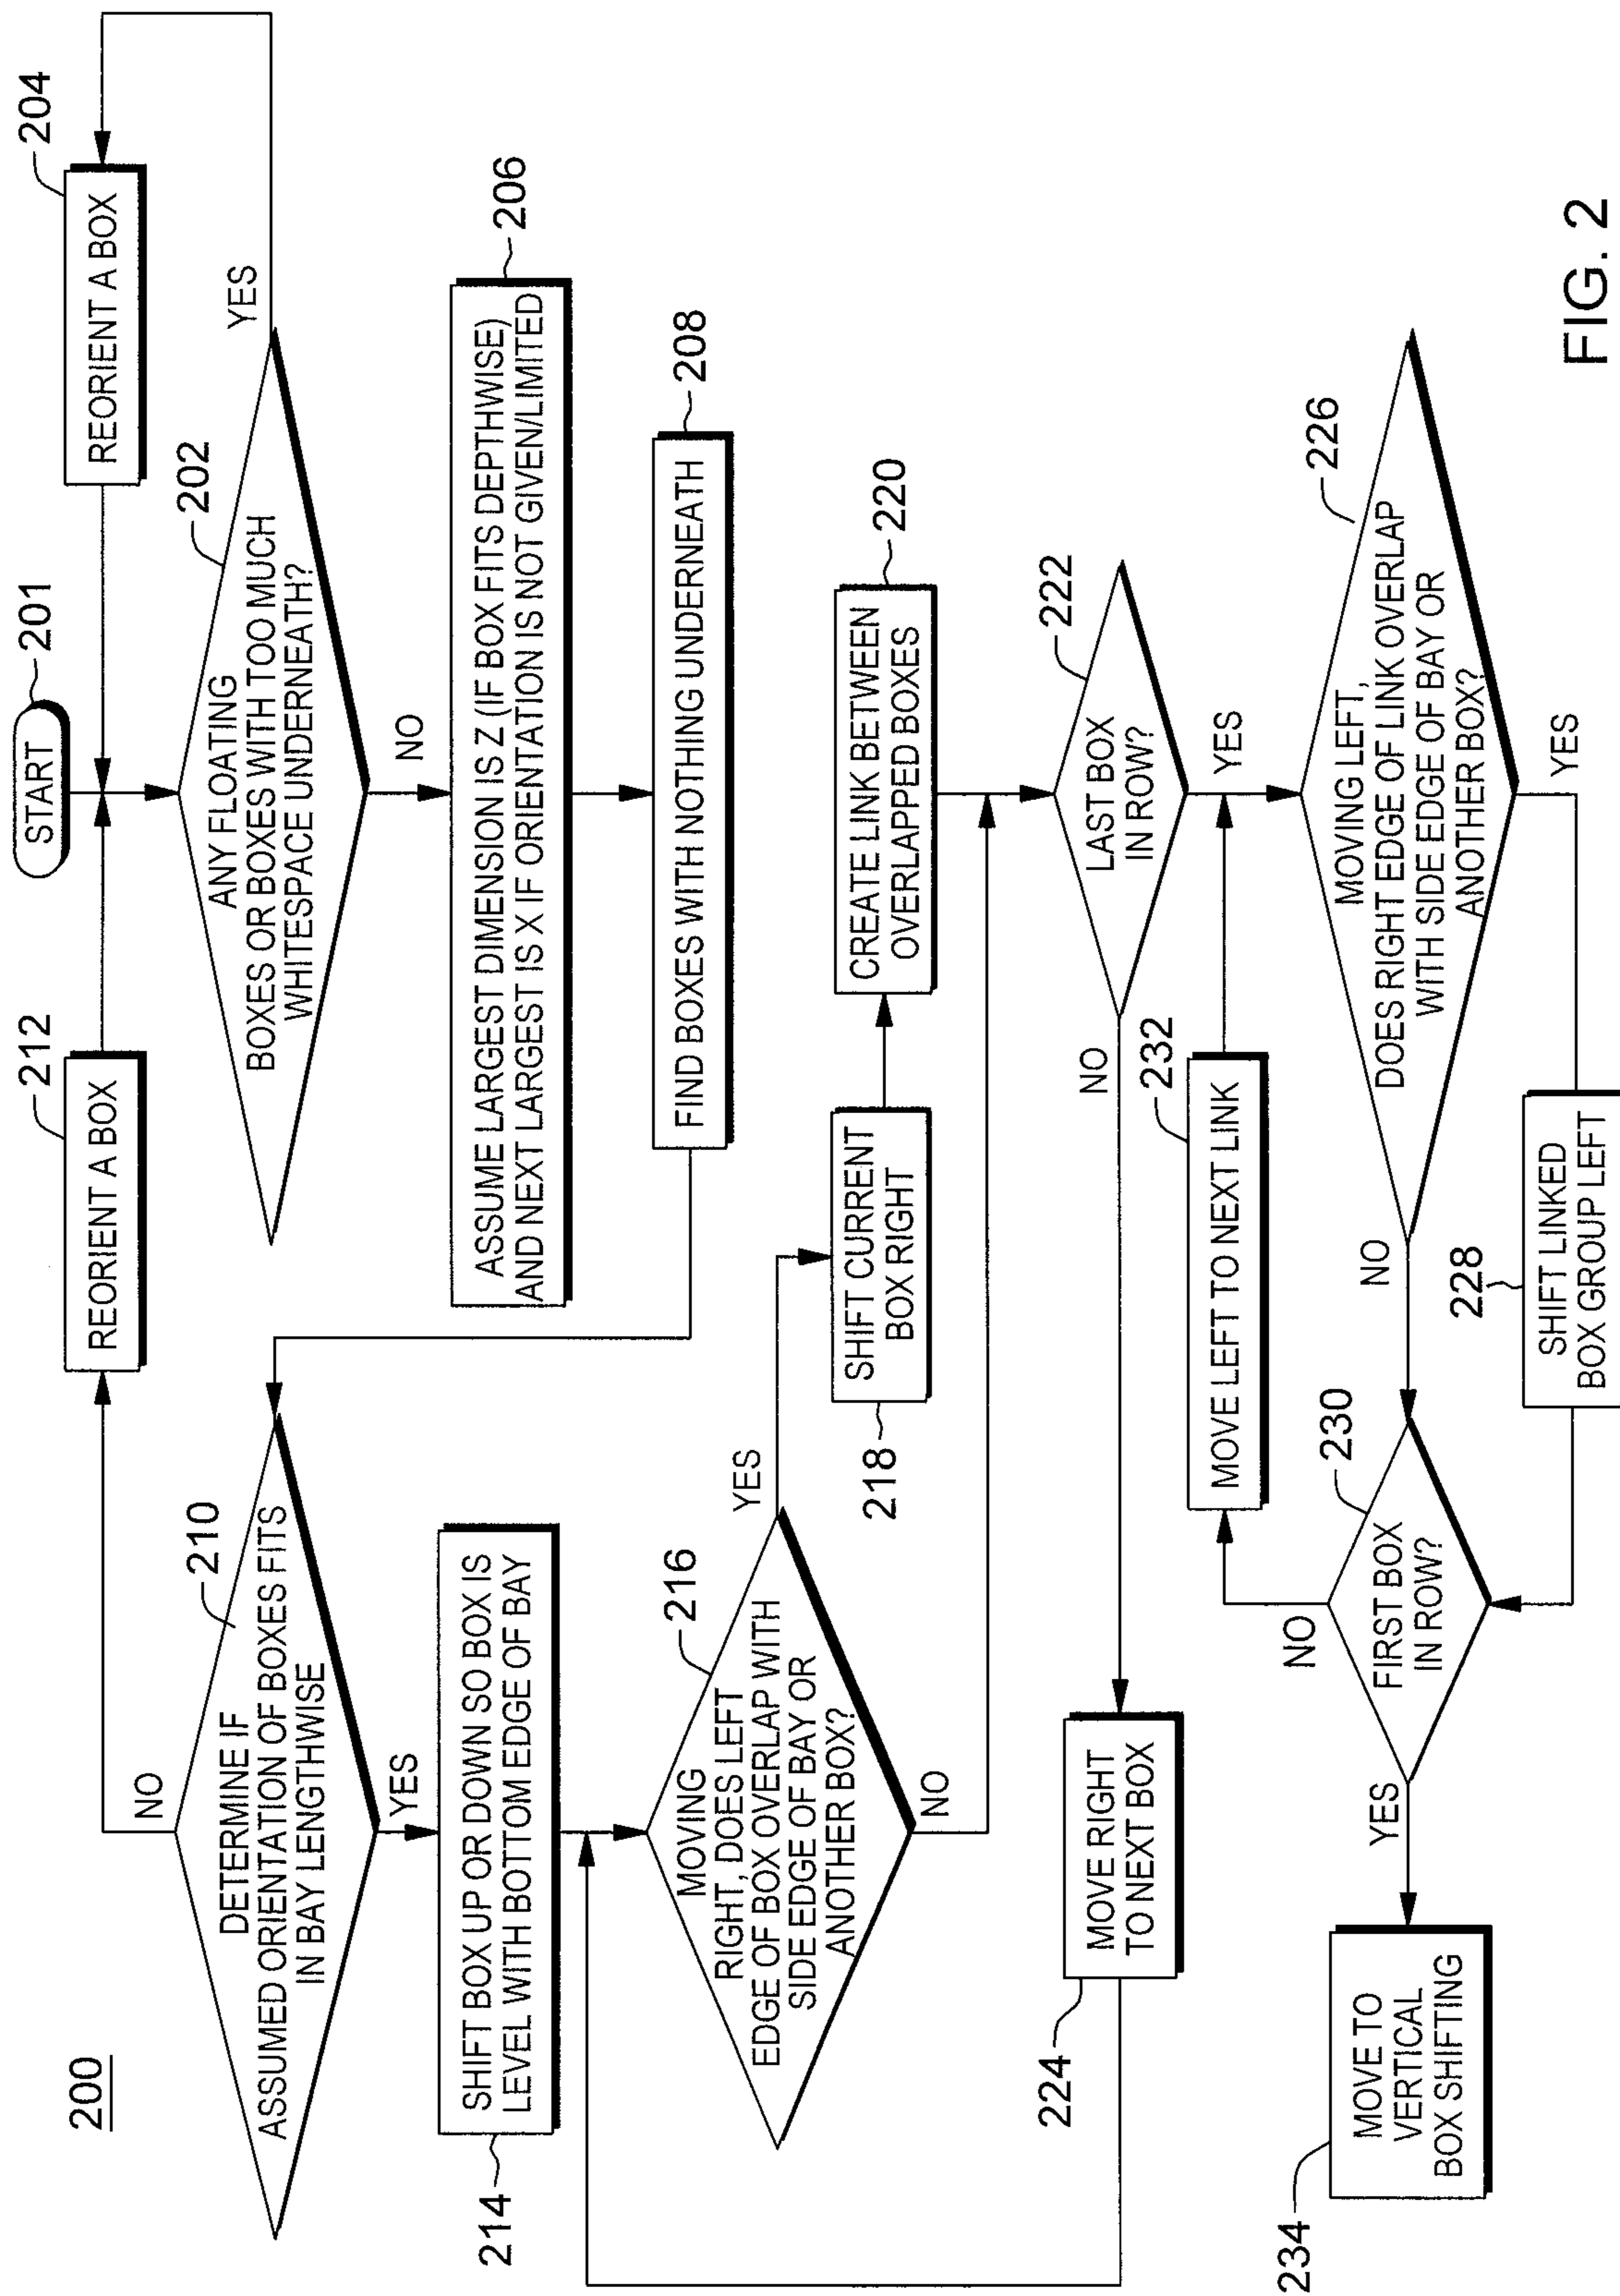 200
START
201
ANY FLOATING
BOXES OR BOXES WITH TOO MUCH
WHITESPACE UNDERNEATH?
202
YES
REORIENT A BOX
204
NO
ASSUME LARGEST DIMENSION IS Z (IF BOX FITS DEPTHWISE)
AND NEXT LARGEST IS X IF ORIENTATION IS NOT GIVEN/LIMITED
206
FIND BOXES WITH NOTHING UNDERNEATH
208
DETERMINE IF
ASSUMED ORIENTATION OF BOXES FITS
IN BAY LENGTHWISE
210
NO
REORIENT A BOX
212
YES
SHIFT BOX UP OR DOWN SO BOX IS
LEVEL WITH BOTTOM EDGE OF BAY
214
MOVING
RIGHT, DOES LEFT
EDGE OF BOX OVERLAP WITH
SIDE EDGE OF BAY OR
ANOTHER BOX?
216
YES
NO
SHIFT CURRENT
BOX RIGHT
218
CREATE LINK BETWEEN
OVERLAPPED BOXES
220
LAST BOX
IN ROW?
222
NO
YES
MOVE RIGHT
TO NEXT BOX
224
MOVING LEFT,
DOES RIGHT EDGE OF LINK OVERLAP
WITH SIDE EDGE OF BAY OR
ANOTHER BOX?
226
NO
YES
SHIFT LINKED
BOX GROUP LEFT
228
FIRST BOX
IN ROW?
230
NO
MOVE LEFT TO NEXT LINK
232
YES
MOVE TO
VERTICAL
BOX SHIFTING
234
FIG. 2